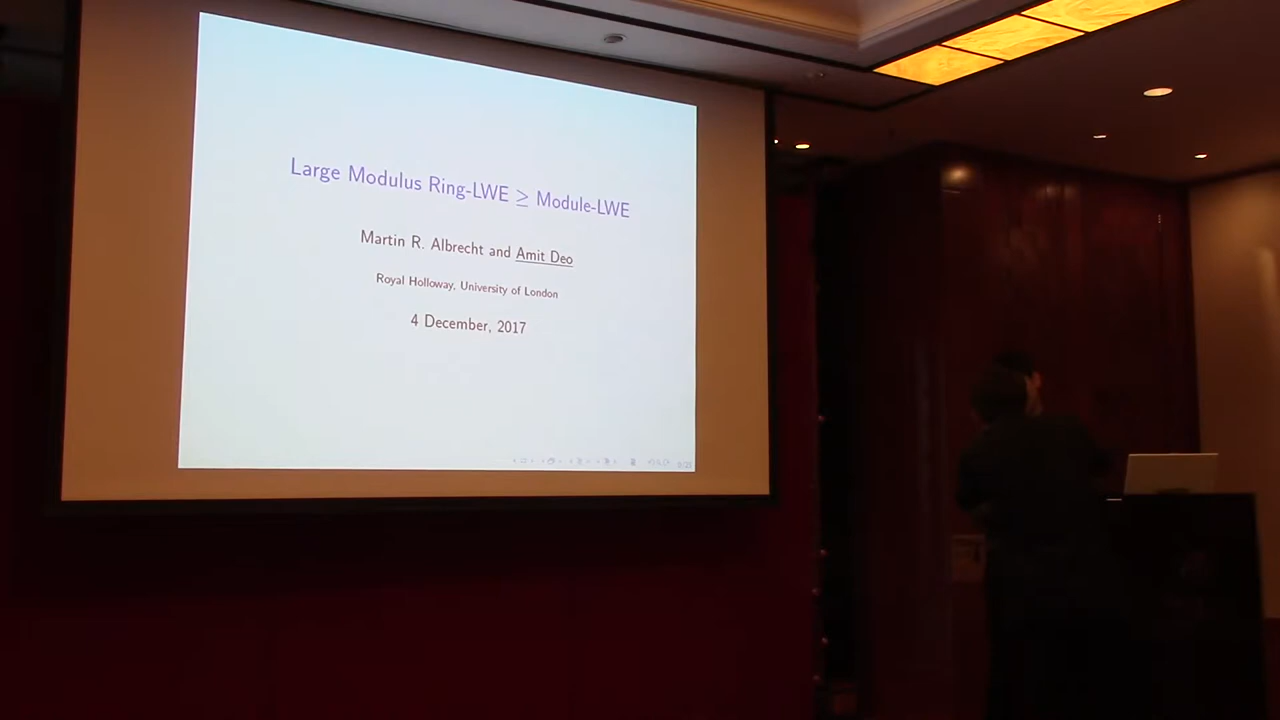 Large Modulus Ring-LWE ≥ Module-LWE
Martin R. Albrecht and Amit Deo
Royal Holloway, University of London
4 December, 2017